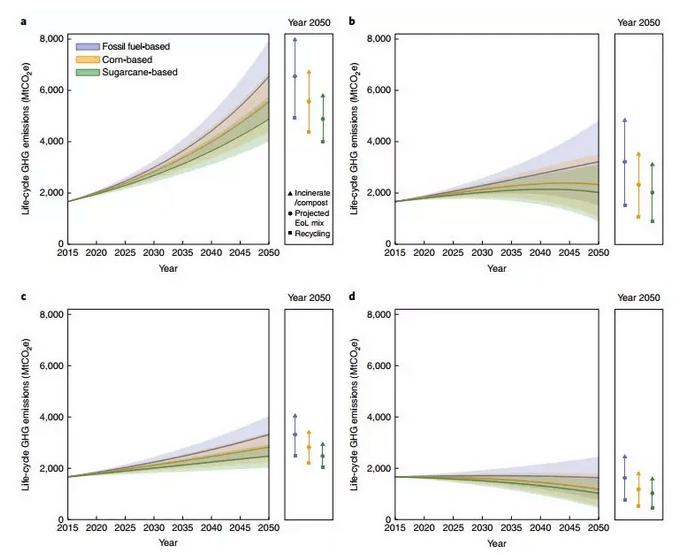 a
Year 2050
8,000
6,000
4,000
2,000
0
Life-cycle GHG emissions (MtCO2e)
Fossil fuel-based
Corn-based
Sugarcane-based
Incinerate
/compost
Projected
EoL mix
Recycling
2015 2020 2025 2030 2035 2040 2045 2050
Year
b
Year 2050
8,000
6,000
4,000
2,000
0
Life-cycle GHG emissions (MtCO2e)
2015 2020 2025 2030 2035 2040 2045 2050
Year
c
Year 2050
8,000
6,000
4,000
2,000
0
Life-cycle GHG emissions (MtCO2e)
2015 2020 2025 2030 2035 2040 2045 2050
Year
d
Year 2050
8,000
6,000
4,000
2,000
0
Life-cycle GHG emissions (MtCO2e)
2015 2020 2025 2030 2035 2040 2045 2050
Year